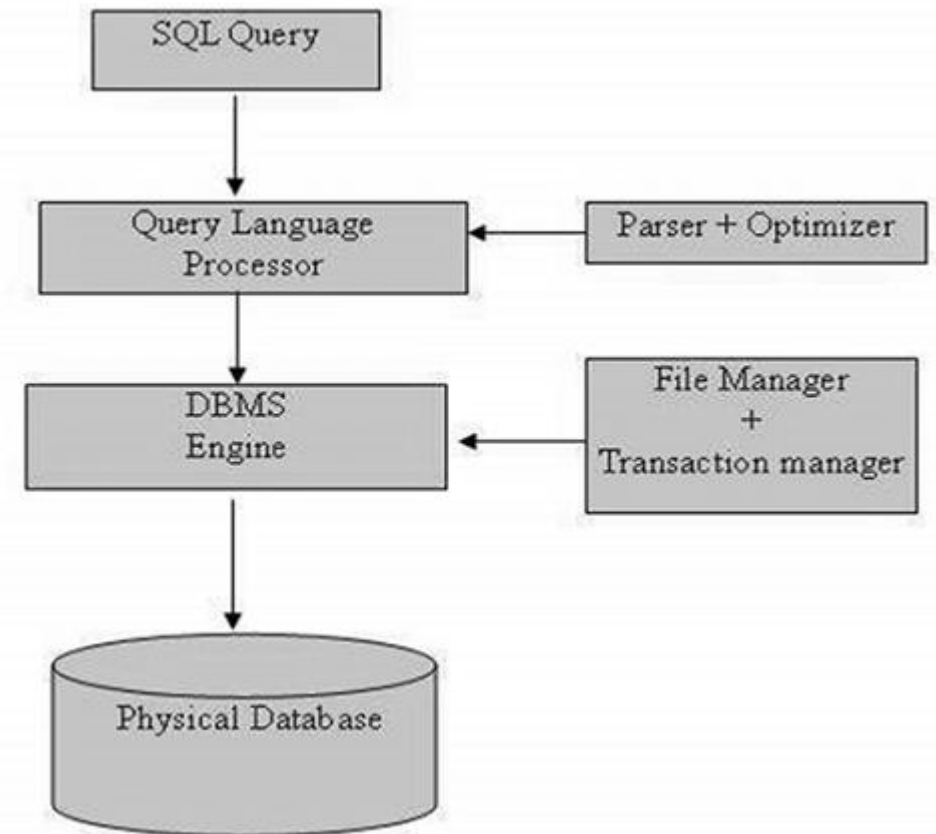 SQL Query
Query Language
Processor
Parser + Optimizer
DBMS
Engine
File Manager
+
Transaction manager
Physical Database